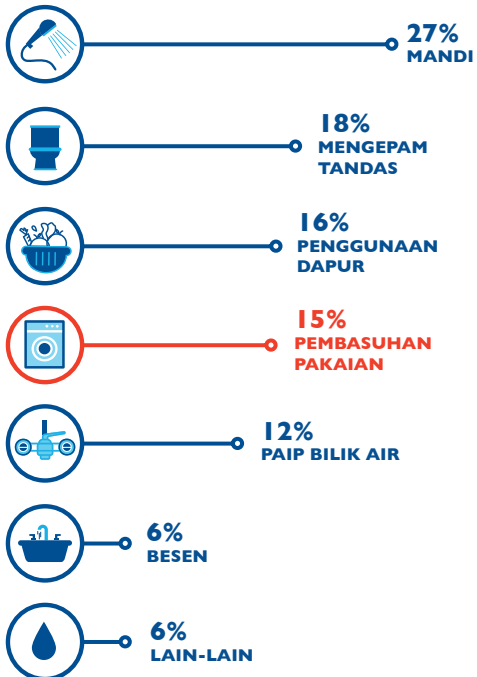 27%
MANDI
18%
MENGEPAM
TANDAS
16%
PENGGUNAAN
DAPUR
15%
PEMBASUHAN
PAKAIAN
12%
PAIP BILIK AIR
6%
BESEN
6%
LAIN-LAIN